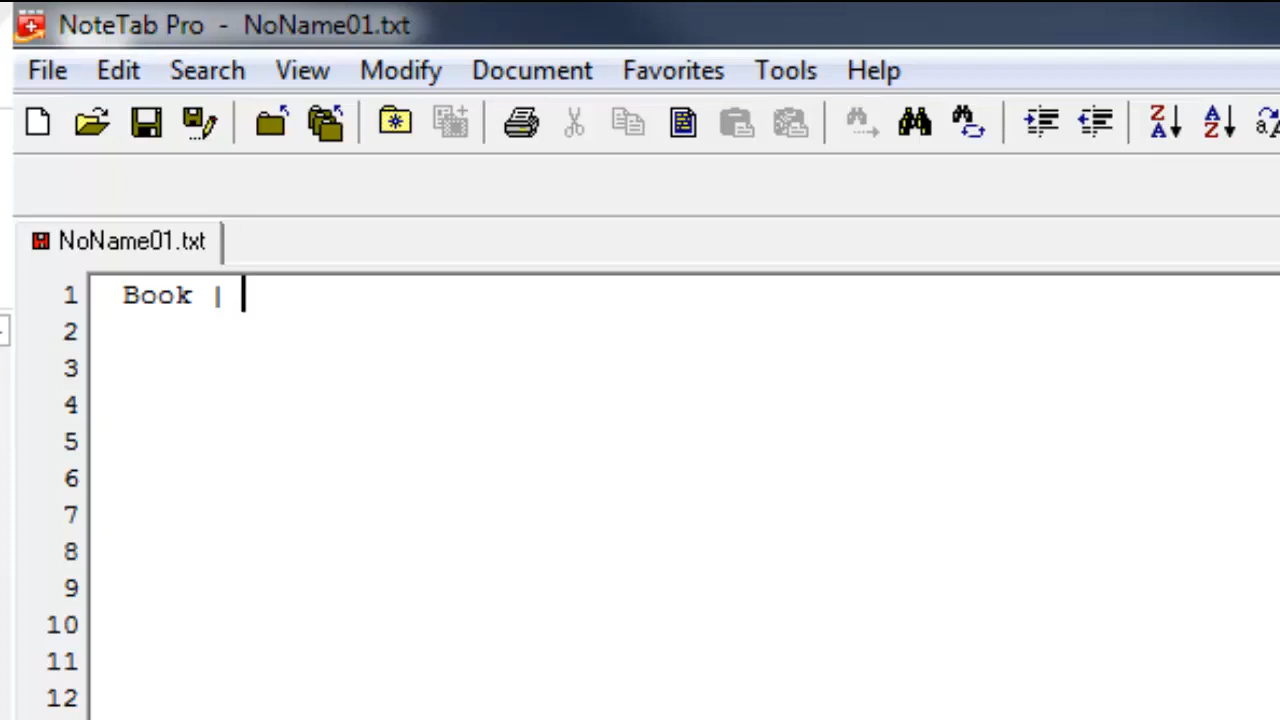 NoteTab Pro - NoName01.txt
File Edit Search View Modify Document Favorites Tools Help
NoName01.txt
1 Book |
2
3
4
5
6
7
8
9
10
11
12